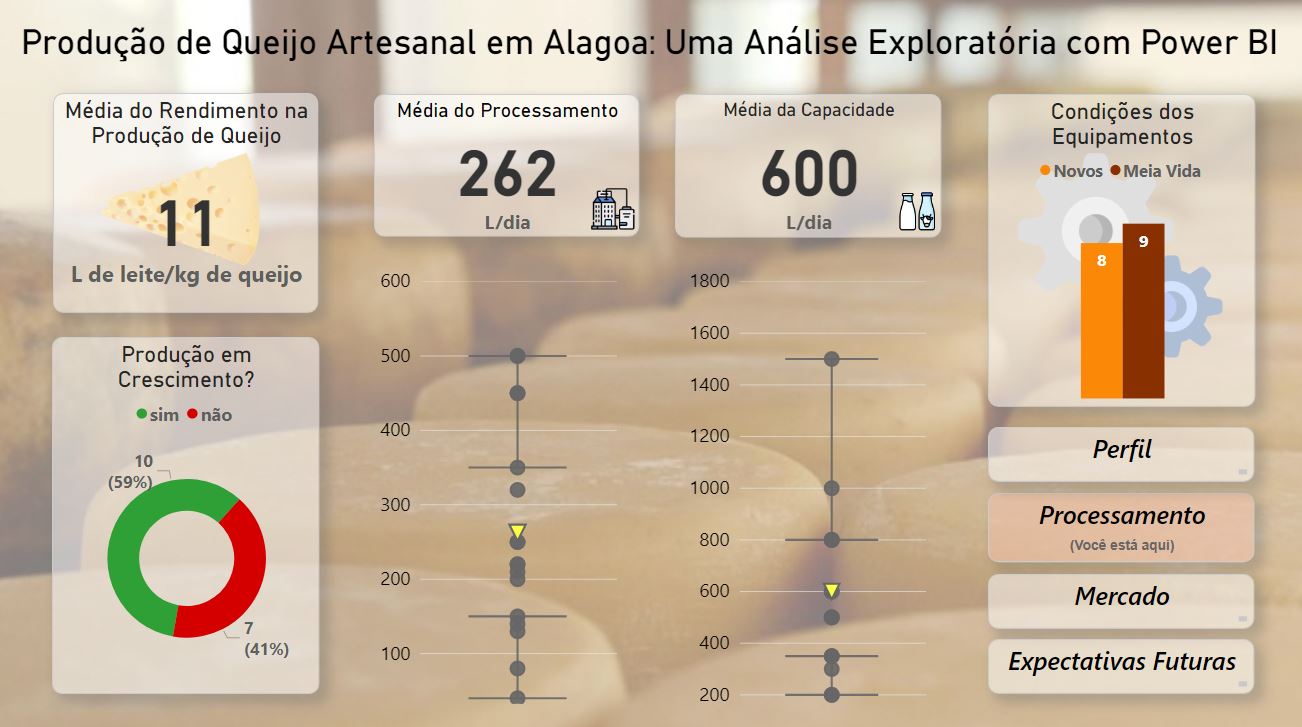 Produção de Queijo Artesanal em Alagoa: Uma Análise Exploratória com Power BI
Média do Rendimento na
Produção de Queijo
11
L de leite/kg de queijo
Média do Processamento
262
L/dia
Média da Capacidade
600
L/dia
Condições dos
Equipamentos
Novos Meia Vida
8
9
Produção em
Crescimento?
sim não
10
(59%)
7
(41%)
600
500
400
300
200
100
1800
1600
1400
1200
1000
800
600
400
200
Perfil
Processamento
(Você está aqui)
Mercado
Expectativas Futuras